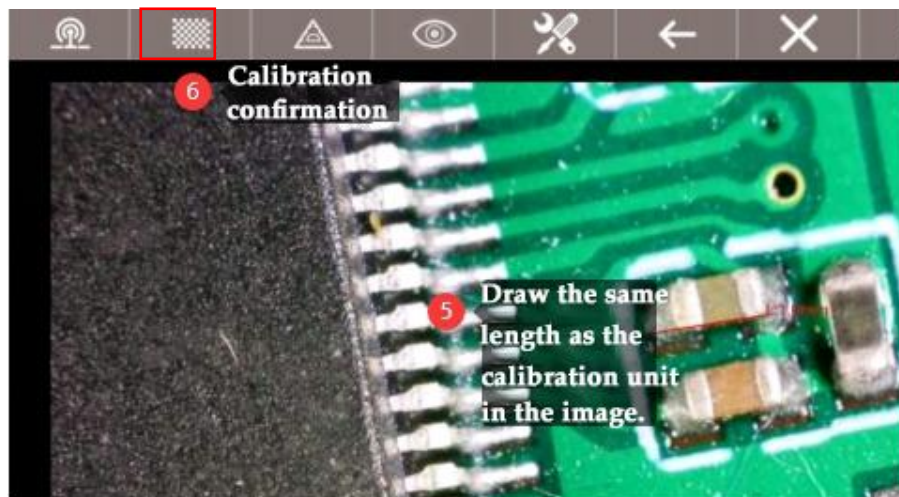 6
Calibration
confirmation
5
Draw the same
length as the
calibration unit
in the image.